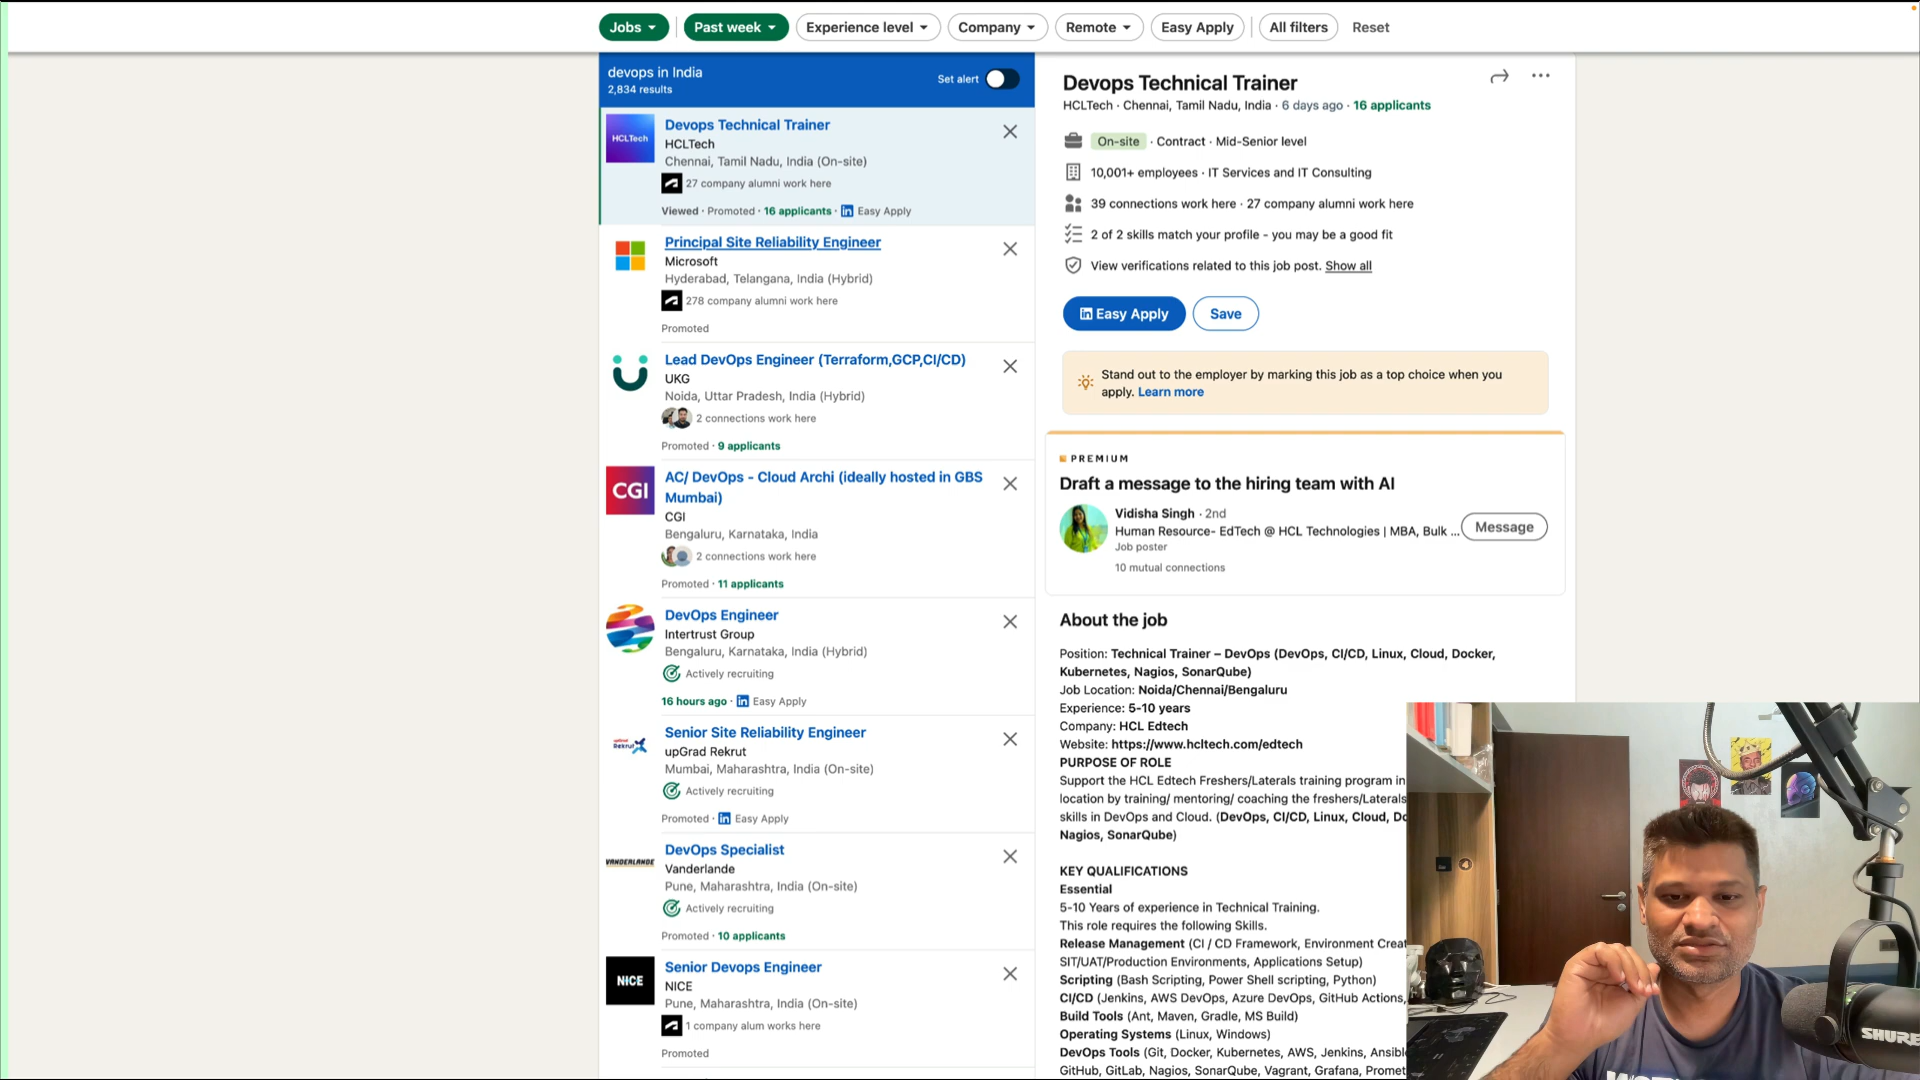 Jobs
Past week
Experience level
Company
Remote
Easy Apply
All filters
Reset
devops in India
2,834 results
Set alert
HCLTech
Devops Technical Trainer
HCLTech
Chennai, Tamil Nadu, India (On-site)
27 company alumni work here
Viewed · Promoted · 16 applicants · in Easy Apply
Principal Site Reliability Engineer
Microsoft
Hyderabad, Telangana, India (Hybrid)
278 company alumni work here
Promoted
Lead DevOps Engineer (Terraform,GCP,CI/CD)
UKG
Noida, Uttar Pradesh, India (Hybrid)
2 connections work here
Promoted · 9 applicants
CGI
AC/ DevOps - Cloud Archi (ideally hosted in GBS
Mumbai)
CGI
Bengaluru, Karnataka, India
2 connections work here
Promoted · 11 applicants
DevOps Engineer
Intertrust Group
Bengaluru, Karnataka, India (Hybrid)
Actively recruiting
16 hours ago · in Easy Apply
upGrad
Rekrut
Senior Site Reliability Engineer
upGrad Rekrut
Mumbai, Maharashtra, India (On-site)
Actively recruiting
Promoted · in Easy Apply
VANDERLANDE
DevOps Specialist
Vanderlande
Pune, Maharashtra, India (On-site)
Actively recruiting
Promoted · 10 applicants
NICE
Senior Devops Engineer
NICE
Pune, Maharashtra, India (On-site)
1 company alum works here
Promoted
Devops Technical Trainer
HCLTech · Chennai, Tamil Nadu, India · 6 days ago · 16 applicants
On-site · Contract · Mid-Senior level
10,001+ employees · IT Services and IT Consulting
39 connections work here · 27 company alumni work here
2 of 2 skills match your profile - you may be a good fit
View verifications related to this job post. Show all
in Easy Apply
Save
Stand out to the employer by marking this job as a top choice when you
apply. Learn more
PREMIUM
Draft a message to the hiring team with AI
Vidisha Singh · 2nd
Human Resource- EdTech @ HCL Technologies | MBA, Bulk ...
Job poster
10 mutual connections
Message
About the job
Position: Technical Trainer – DevOps (DevOps, CI/CD, Linux, Cloud, Docker,
Kubernetes, Nagios, SonarQube)
Job Location: Noida/Chennai/Bengaluru
Experience: 5-10 years
Company: HCL Edtech
Website: https://www.hcltech.com/edtech
PURPOSE OF ROLE
Support the HCL Edtech Freshers/Laterals training program in
location by training/ mentoring/ coaching the freshers/Laterals
skills in DevOps and Cloud. (DevOps, CI/CD, Linux, Cloud, Do
Nagios, SonarQube)
KEY QUALIFICATIONS
Essential
5-10 Years of experience in Technical Training.
This role requires the following Skills.
Release Management (CI / CD Framework, Environment Creat
SIT/UAT/Production Environments, Applications Setup)
Scripting (Bash Scripting, Power Shell scripting, Python)
CI/CD (Jenkins, AWS DevOps, Azure DevOps, GitHub Actions,
Build Tools (Ant, Maven, Gradle, MS Build)
Operating Systems (Linux, Windows)
DevOps Tools (Git, Docker, Kubernetes, AWS, Jenkins, Ansibl
GitHub, GitLab, Nagios, SonarQube, Vagrant, Grafana, Promet
SHURE